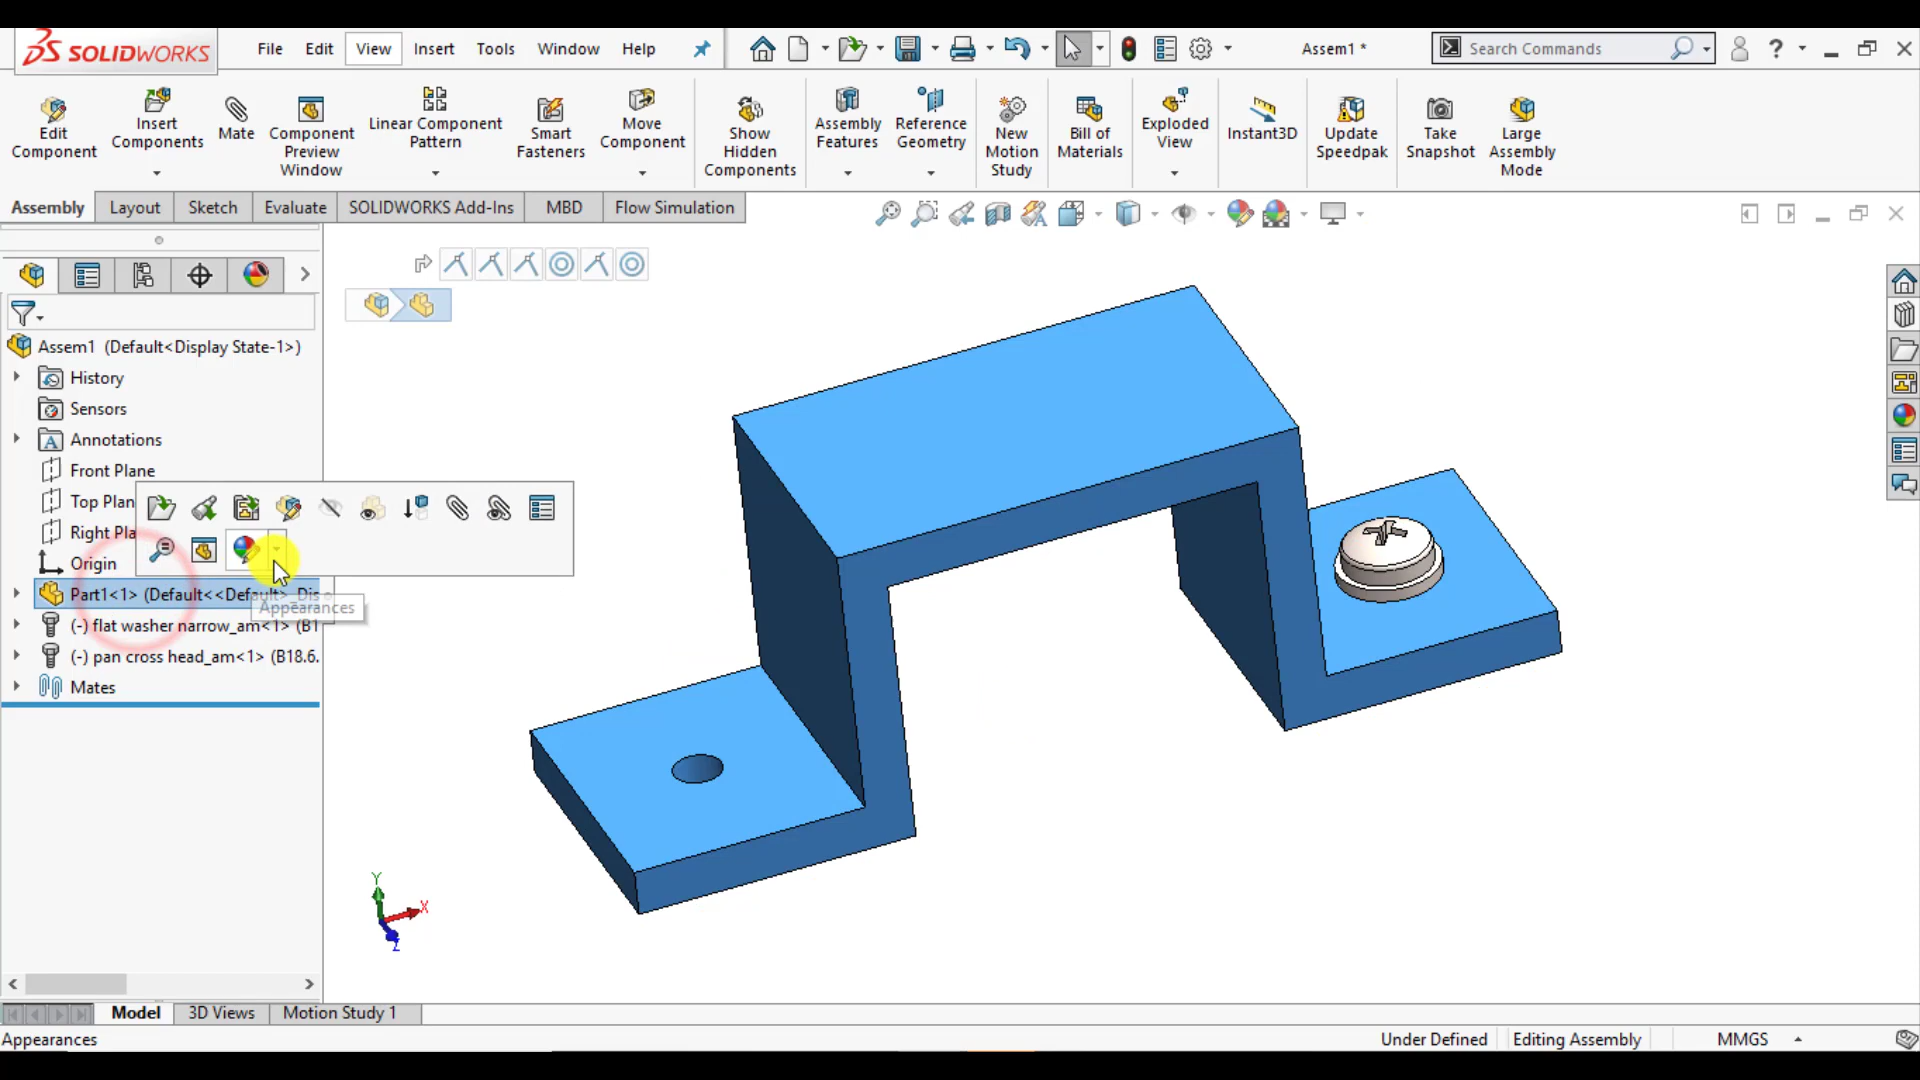 SOLIDWORKS
File Edit View Insert Tools Window Help
Assem1 *
Search Commands
?
Edit Component
Insert Components
Mate
Component Preview Window
Linear Component Pattern
Smart Fasteners
Move Component
Show Hidden Components
Assembly Features
Reference Geometry
New Motion Study
Bill of Materials
Exploded View
Instant3D
Update Speedpak
Take Snapshot
Large Assembly Mode
Assembly Layout Sketch Evaluate SOLIDWORKS Add-Ins MBD Flow Simulation
Assem1 (Default<Display State-1>)
History
Sensors
Annotations
Front Plane
Top Plan
Right Pla
Origin
Part1<1> (Default<<Default>_Dis
Appearances
(-) flat washer narrow_am<1> (B1
(-) pan cross head_am<1> (B18.6.
Mates
Y
X
Z
Model 3D Views Motion Study 1
Appearances
Under Defined Editing Assembly MMGS